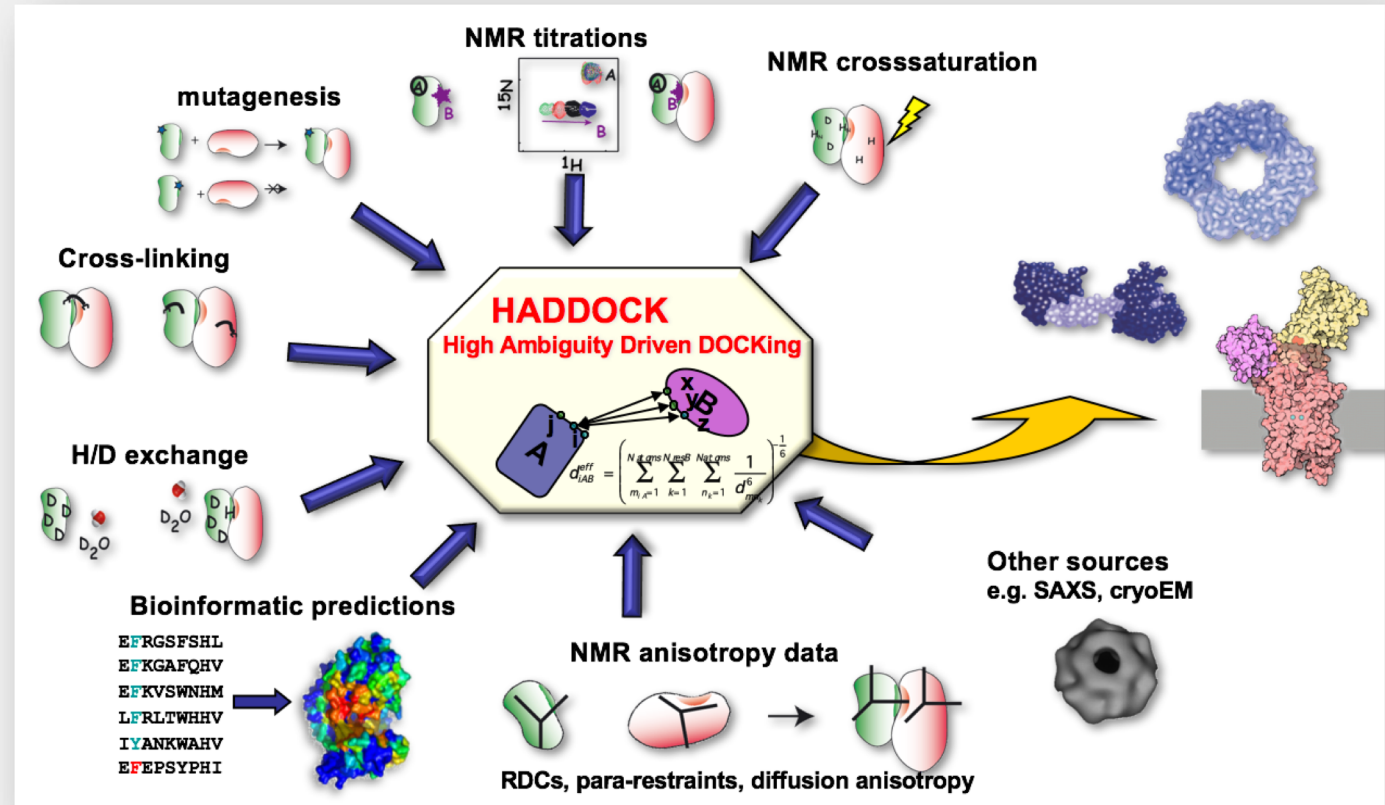 NMR titrations
15N
A
B
1H
A
B
A
B
NMR crosssaturation
D
H
H
D
H
H
mutagenesis
+
+
Cross-linking
HADDOCK
High Ambiguity Driven DOCKing
x
y
B
z
j
i
A
H/D exchange
D
D
D
D
D2O
D2O
D
D
H
D
Bioinformatic predictions
EFRGSFSHL
EFKGAFQHV
EFKVSWNHM
LFRLTWHHV
IYANKWAHV
EFEPSYPHI
NMR anisotropy data
RDCs, para-restraints, diffusion anisotropy
Other sources
e.g. SAXS, cryoEM